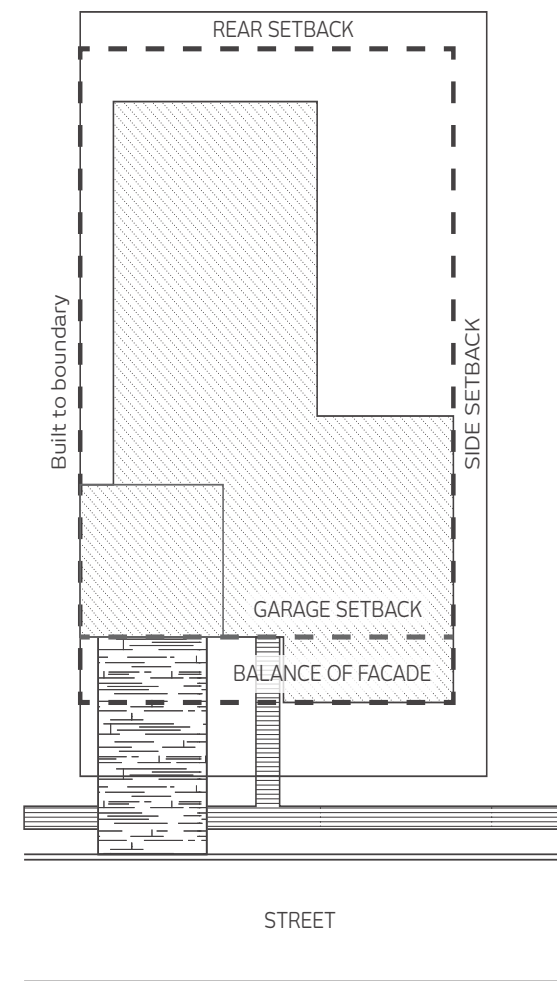 REAR SETBACK
Built to boundary
SIDE SETBACK
GARAGE SETBACK
BALANCE OF FACADE
STREET